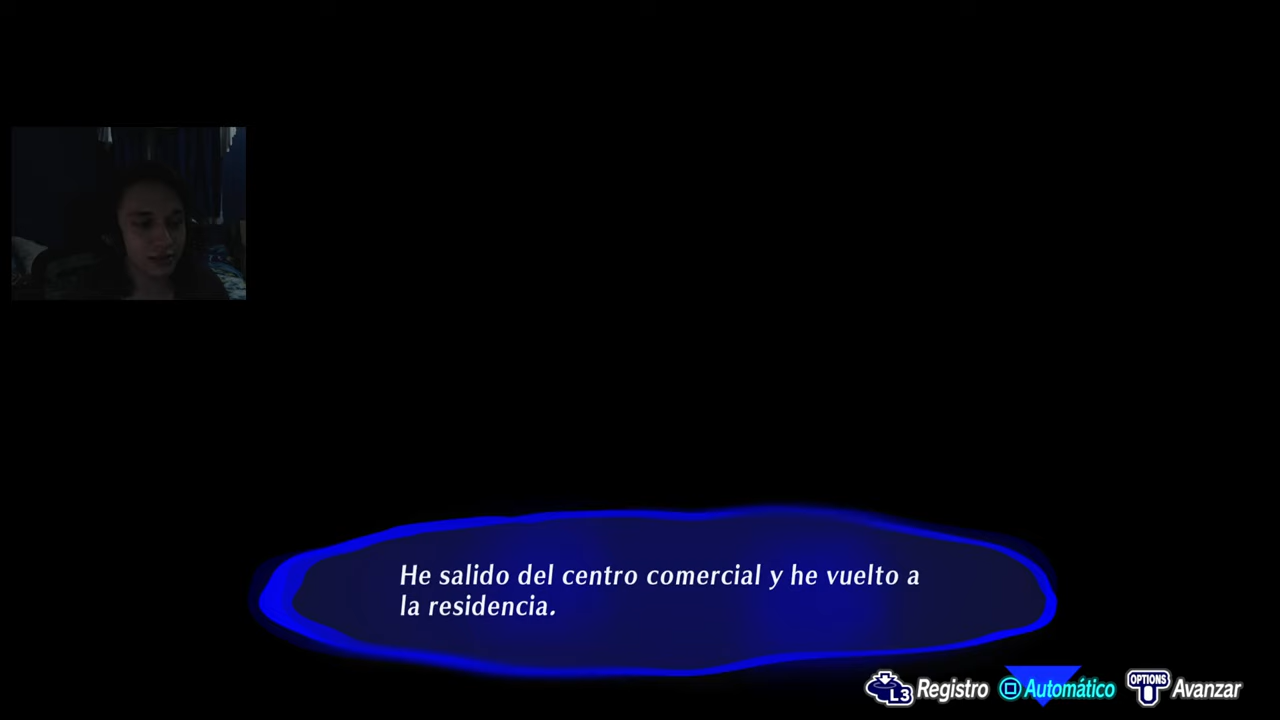 He salido del centro comercial y he vuelto a
la residencia.
L3 Registro Automático OPTIONS Avanzar